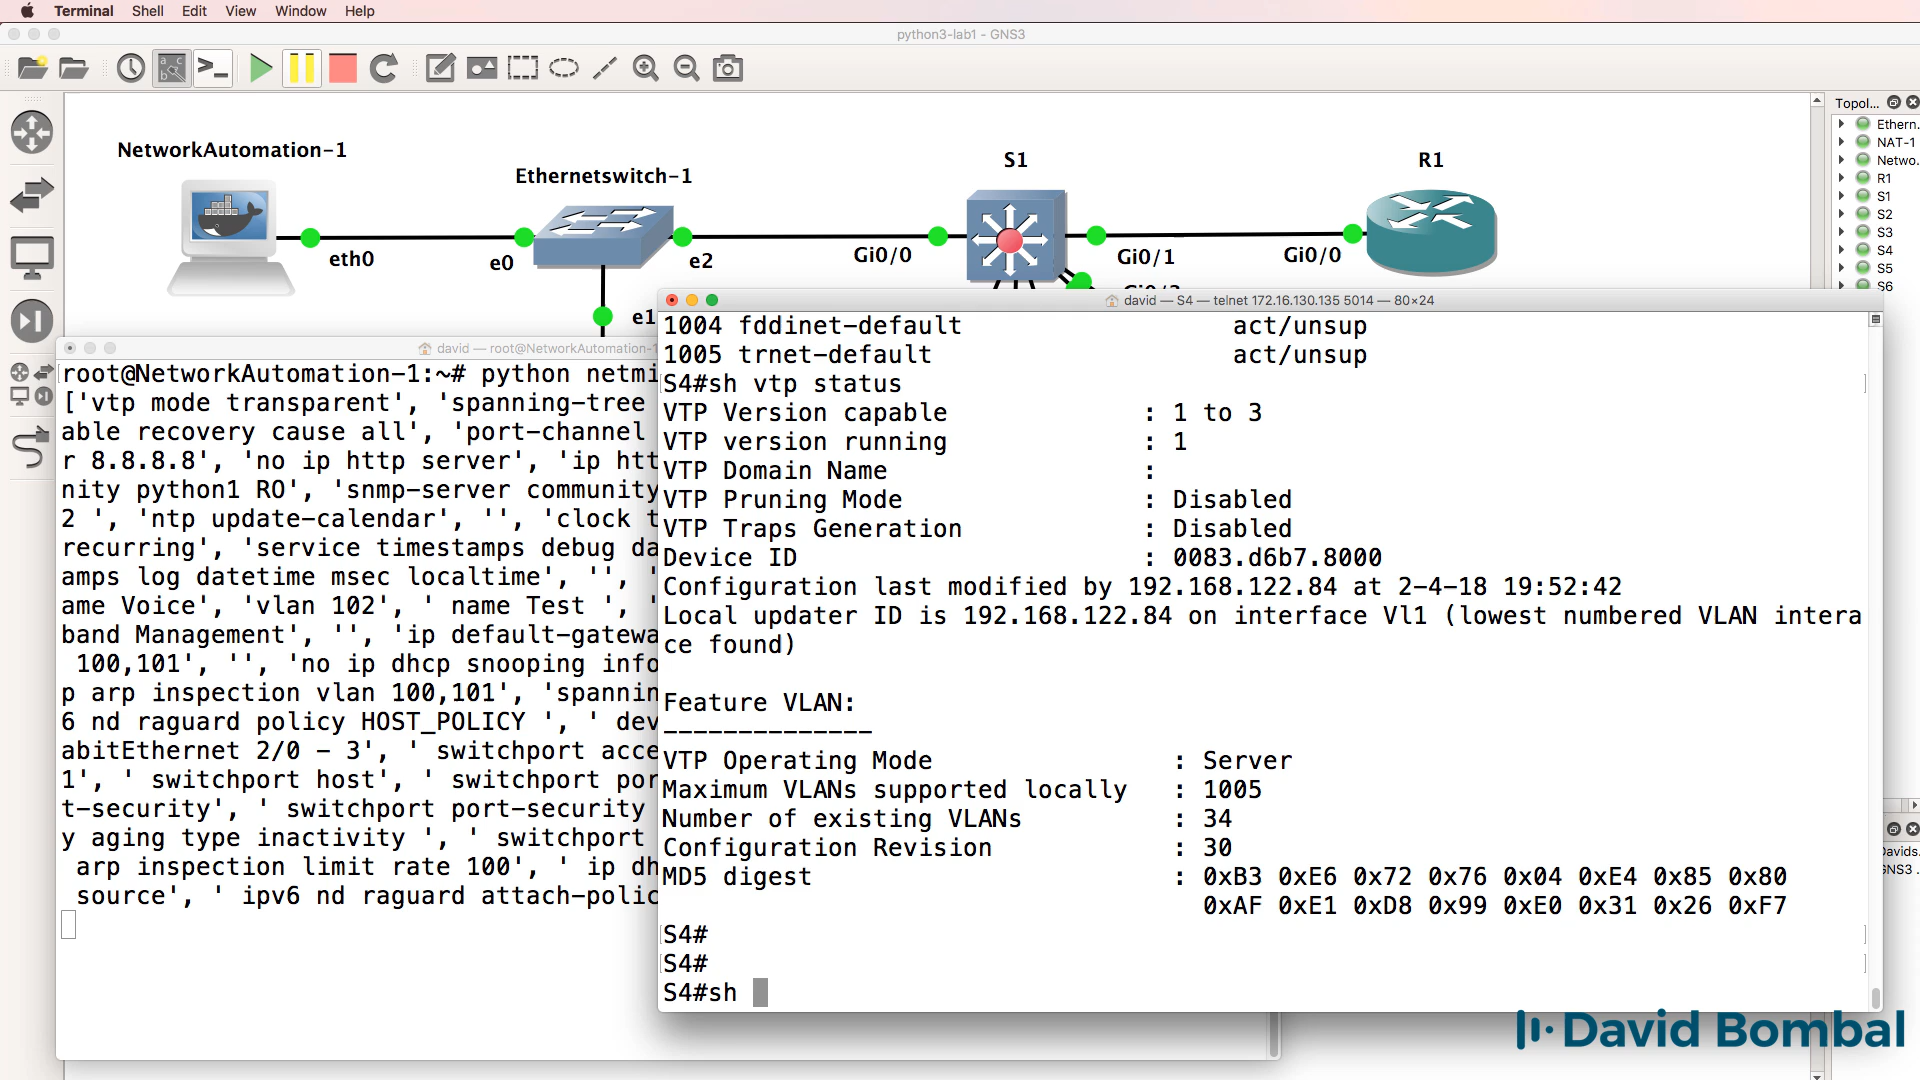 Terminal Shell Edit View Window Help
python3-lab1 - GNS3
Topol...
NetworkAutomation-1
Ethernetswitch-1
S1
R1
eth0
e0
e2
Gi0/0
Gi0/1
Gi0/0
e1
Ethern.
NAT-1
Netwo.
R1
S1
S2
S3
S4
S5
S6
david — root@NetworkAutomation-1
root@NetworkAutomation-1:~# python netmi
['vtp mode transparent', 'spanning-tree
able recovery cause all', 'port-channel
r 8.8.8.8', 'no ip http server', 'ip htt
nity python1 RO', 'snmp-server community
2 ', 'ntp update-calendar', '', 'clock t
recurring', 'service timestamps debug da
amps log datetime msec localtime', '', '
ame Voice', 'vlan 102', ' name Test ', '
band Management', '', 'ip default-gatewa
 100,101', '', 'no ip dhcp snooping info
p arp inspection vlan 100,101', 'spannin
6 nd raguard policy HOST_POLICY ', ' dev
abitEthernet 2/0 - 3', ' switchport acce
1', ' switchport host', ' switchport por
t-security', ' switchport port-security
y aging type inactivity ', ' switchport
 arp inspection limit rate 100', ' ip dh
 source', ' ipv6 nd raguard attach-polic
david — S4 — telnet 172.16.130.135 5014 — 80×24
1004 fddinet-default                  act/unsup
1005 trnet-default                    act/unsup
S4#sh vtp status
VTP Version capable             : 1 to 3
VTP version running             : 1
VTP Domain Name                 :
VTP Pruning Mode                : Disabled
VTP Traps Generation            : Disabled
Device ID                       : 0083.d6b7.8000
Configuration last modified by 192.168.122.84 at 2-4-18 19:52:42
Local updater ID is 192.168.122.84 on interface Vl1 (lowest numbered VLAN intera
ce found)
Feature VLAN:
--------------
VTP Operating Mode                : Server
Maximum VLANs supported locally   : 1005
Number of existing VLANs          : 34
Configuration Revision            : 30
MD5 digest                        : 0xB3 0xE6 0x72 0x76 0x04 0xE4 0x85 0x80
                                    0xAF 0xE1 0xD8 0x99 0xE0 0x31 0x26 0xF7
S4#
S4#
S4#sh
Davids.
GNS3 .
David Bombal